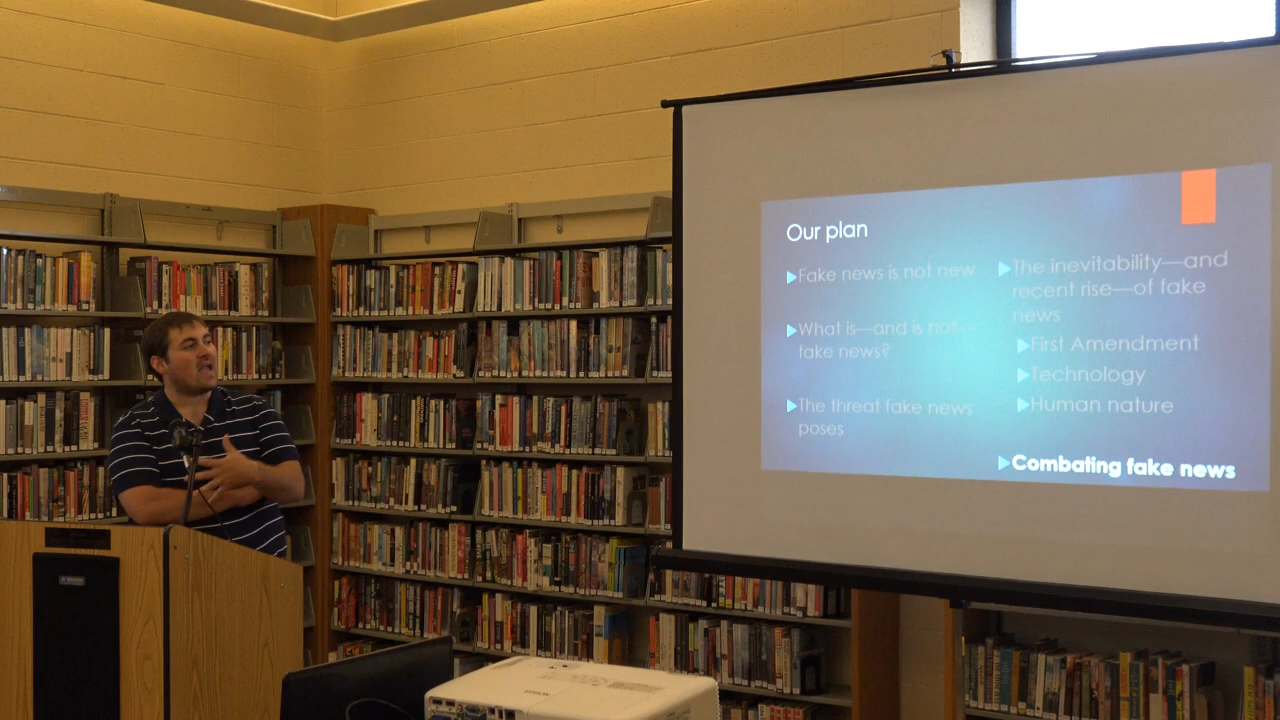 Our plan
Fake news is not new
What is—and is not—
fake news?
The threat fake news
poses
The inevitability—and
recent rise—of fake
news
First Amendment
Technology
Human nature
Combating fake news
EPSON